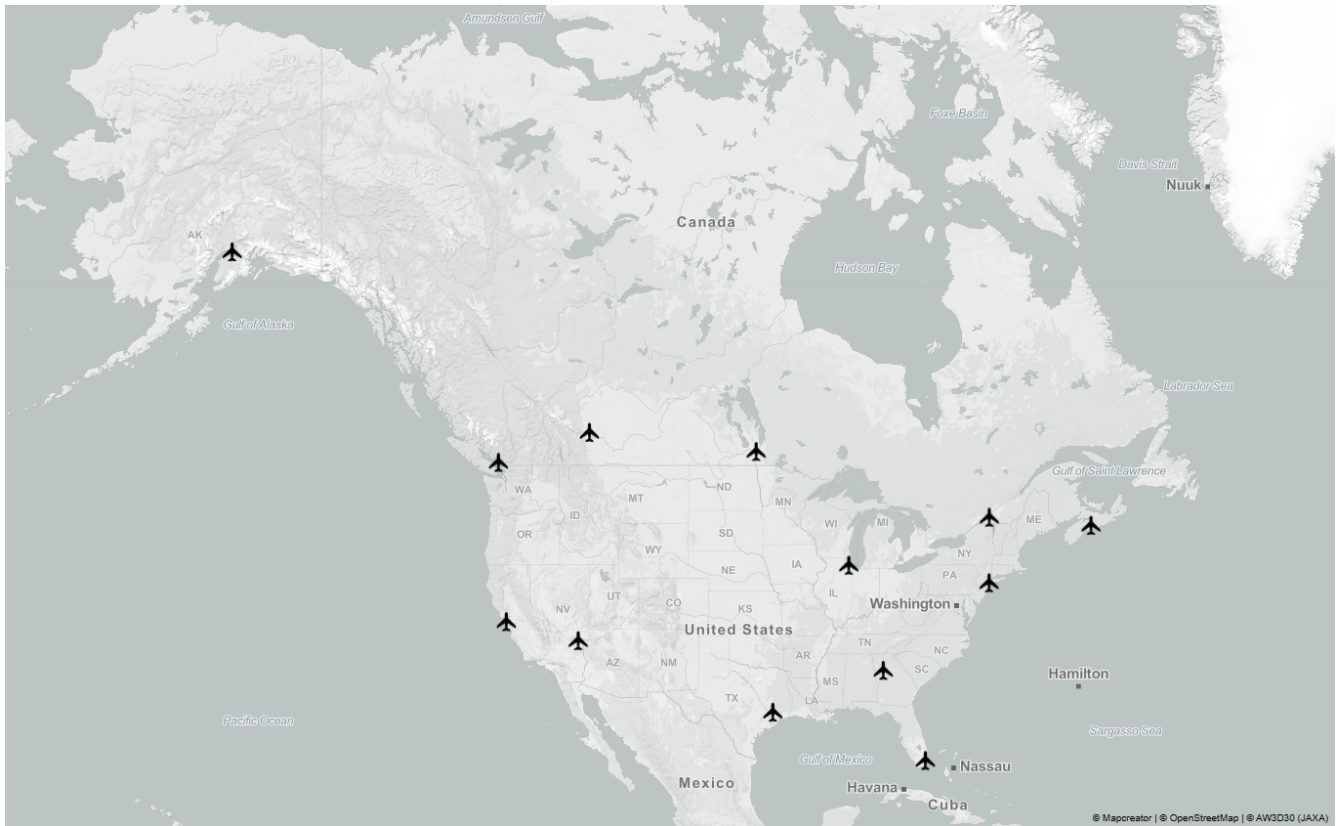 Amundsen Gulf
Foxe Basin
Davis Strait
Nuuk
Canada
AK
Hudson Bay
Gulf of Alaska
Labrador Sea
Gulf of Saint Lawrence
WA
MT
ND
MN
ID
OR
SD
WI
MI
ME
WY
NE
IA
NY
PA
UT
NV
CO
KS
IL
Washington
United States
AZ
NM
AR
TN
NC
SC
MS
TX
LA
Hamilton
Pacific Ocean
Sargasso Sea
Gulf of Mexico
Nassau
Mexico
Havana
Cuba
© Mapcreator | © OpenStreetMap | © AW3D30 (JAXA)